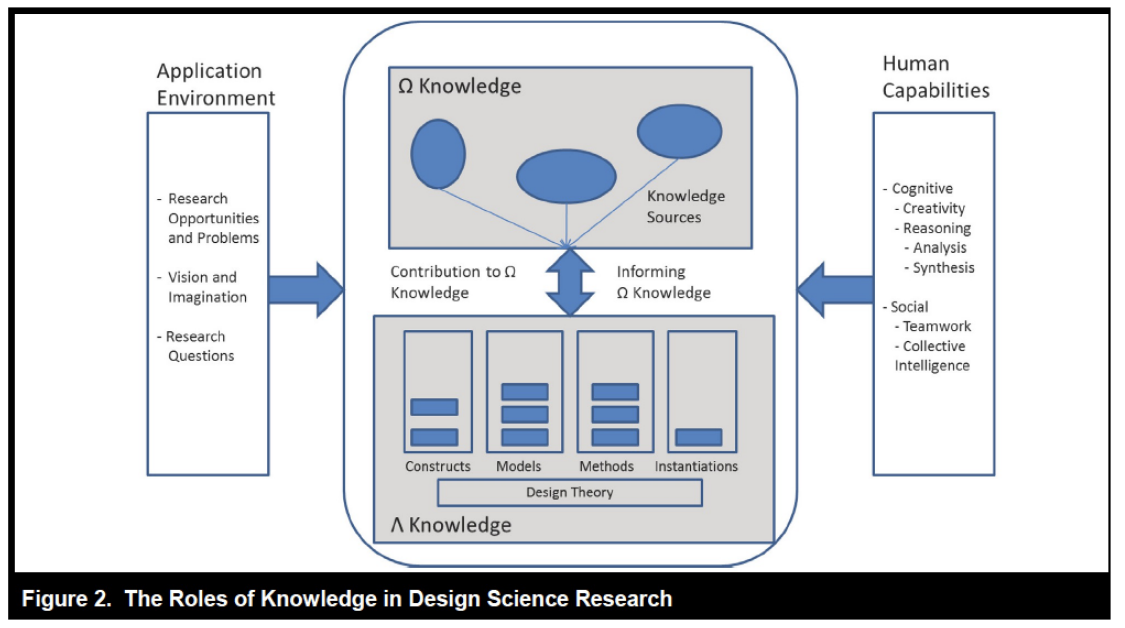 Application
Environment
- Research
Opportunities
and Problems
- Vision and
Imagination
- Research
Questions
Ω Knowledge
Knowledge
Sources
Contribution to Ω
Knowledge
Informing
Ω Knowledge
Constructs
Models
Methods
Instantiations
Design Theory
Λ Knowledge
Human
Capabilities
- Cognitive
- Creativity
- Reasoning
- Analysis
- Synthesis
- Social
- Teamwork
- Collective
Intelligence
Figure 2. The Roles of Knowledge in Design Science Research